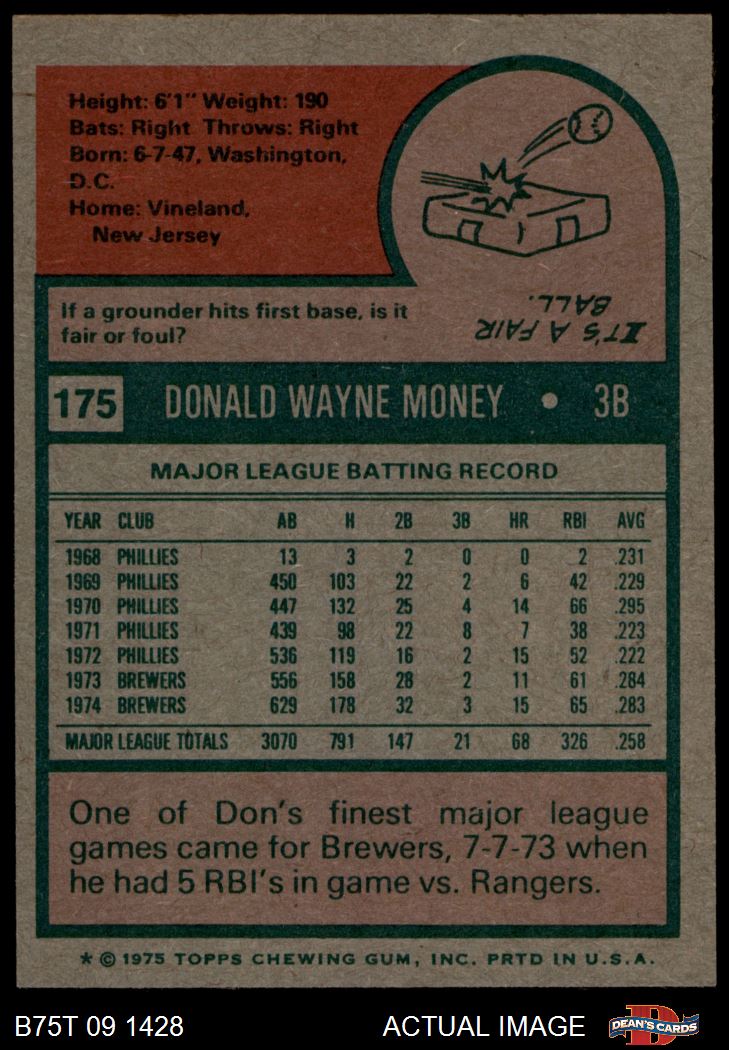 Height: 6'1" Weight: 190
Bats: Right Throws: Right
Born: 6-7-47, Washington,
D.C.
Home: Vineland,
New Jersey
If a grounder hits first base, is it
fair or foul?
IT'S A FAIR
BALL.
175 DONALD WAYNE MONEY • 3B
MAJOR LEAGUE BATTING RECORD
YEAR CLUB AB H 2B 3B HR RBI AVG
1968 PHILLIES 13 3 2 0 0 2 .231
1969 PHILLIES 450 103 22 2 6 42 .229
1970 PHILLIES 447 132 25 4 14 66 .295
1971 PHILLIES 439 98 22 8 7 38 .223
1972 PHILLIES 536 119 16 2 15 52 .222
1973 BREWERS 556 158 28 2 11 61 .284
1974 BREWERS 629 178 32 3 15 65 .283
MAJOR LEAGUE TOTALS 3070 791 147 21 68 326 .258
One of Don's finest major league
games came for Brewers, 7-7-73 when
he had 5 RBI's in game vs. Rangers.
* © 1975 TOPPS CHEWING GUM, INC. PRTD IN U.S.A.
B75T 09 1428 ACTUAL IMAGE DEAN'S CARDS